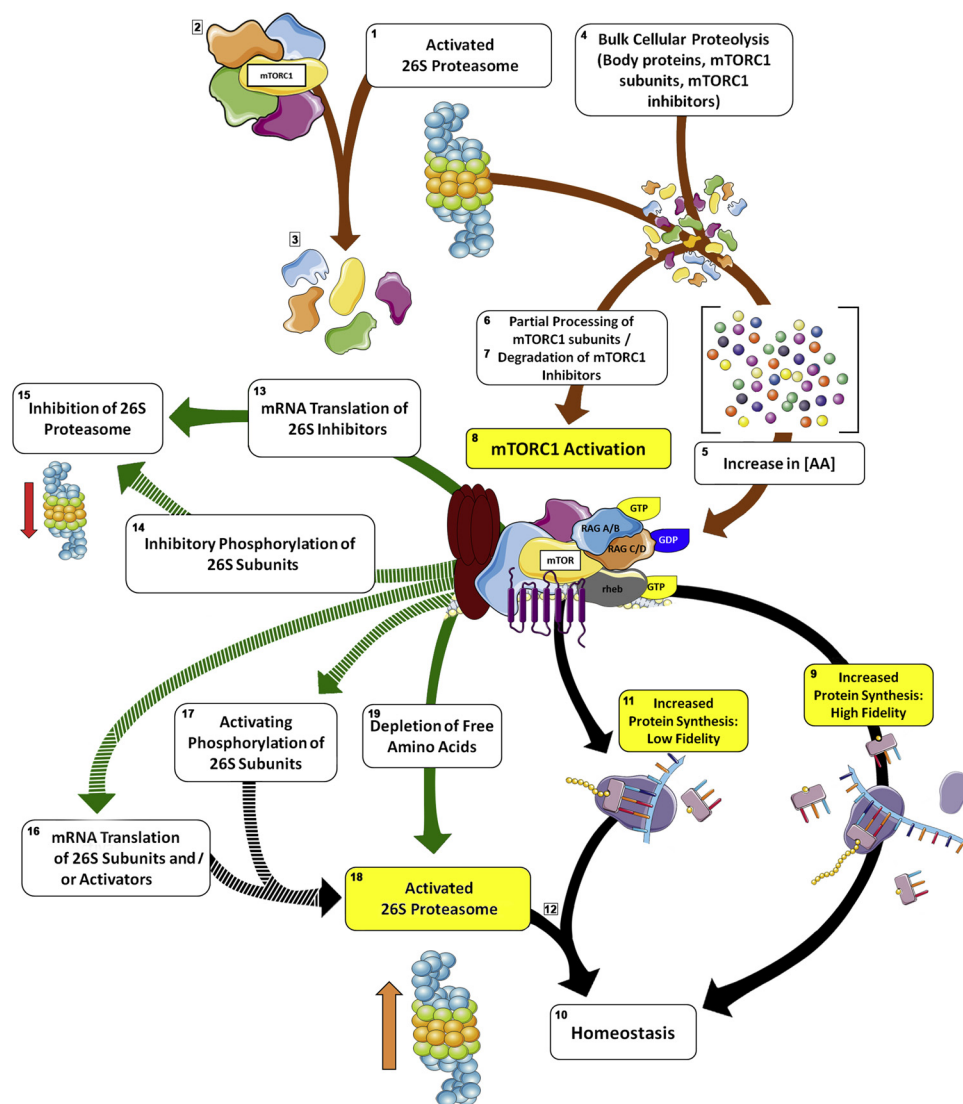 2
mTORC1
1
Activated
26S Proteasome
4
Bulk Cellular Proteolysis
(Body proteins, mTORC1
subunits, mTORC1
inhibitors)
3
6
Partial Processing of
mTORC1 subunits /
7
Degradation of mTORC1
Inhibitors
15
Inhibition of 26S
Proteasome
13
mRNA Translation of
26S Inhibitors
8
mTORC1 Activation
5
Increase in [AA]
14
Inhibitory Phosphorylation of
26S Subunits
GTP
RAG A/B
RAG C/D
GDP
mTOR
rheb
GTP
17
Activating
Phosphorylation of
26S Subunits
19
Depletion of Free
Amino Acids
11
Increased
Protein Synthesis:
Low Fidelity
9
Increased
Protein Synthesis:
High Fidelity
16
mRNA Translation
of 26S Subunits and/
or Activators
18
Activated
26S Proteasome
12
10
Homeostasis